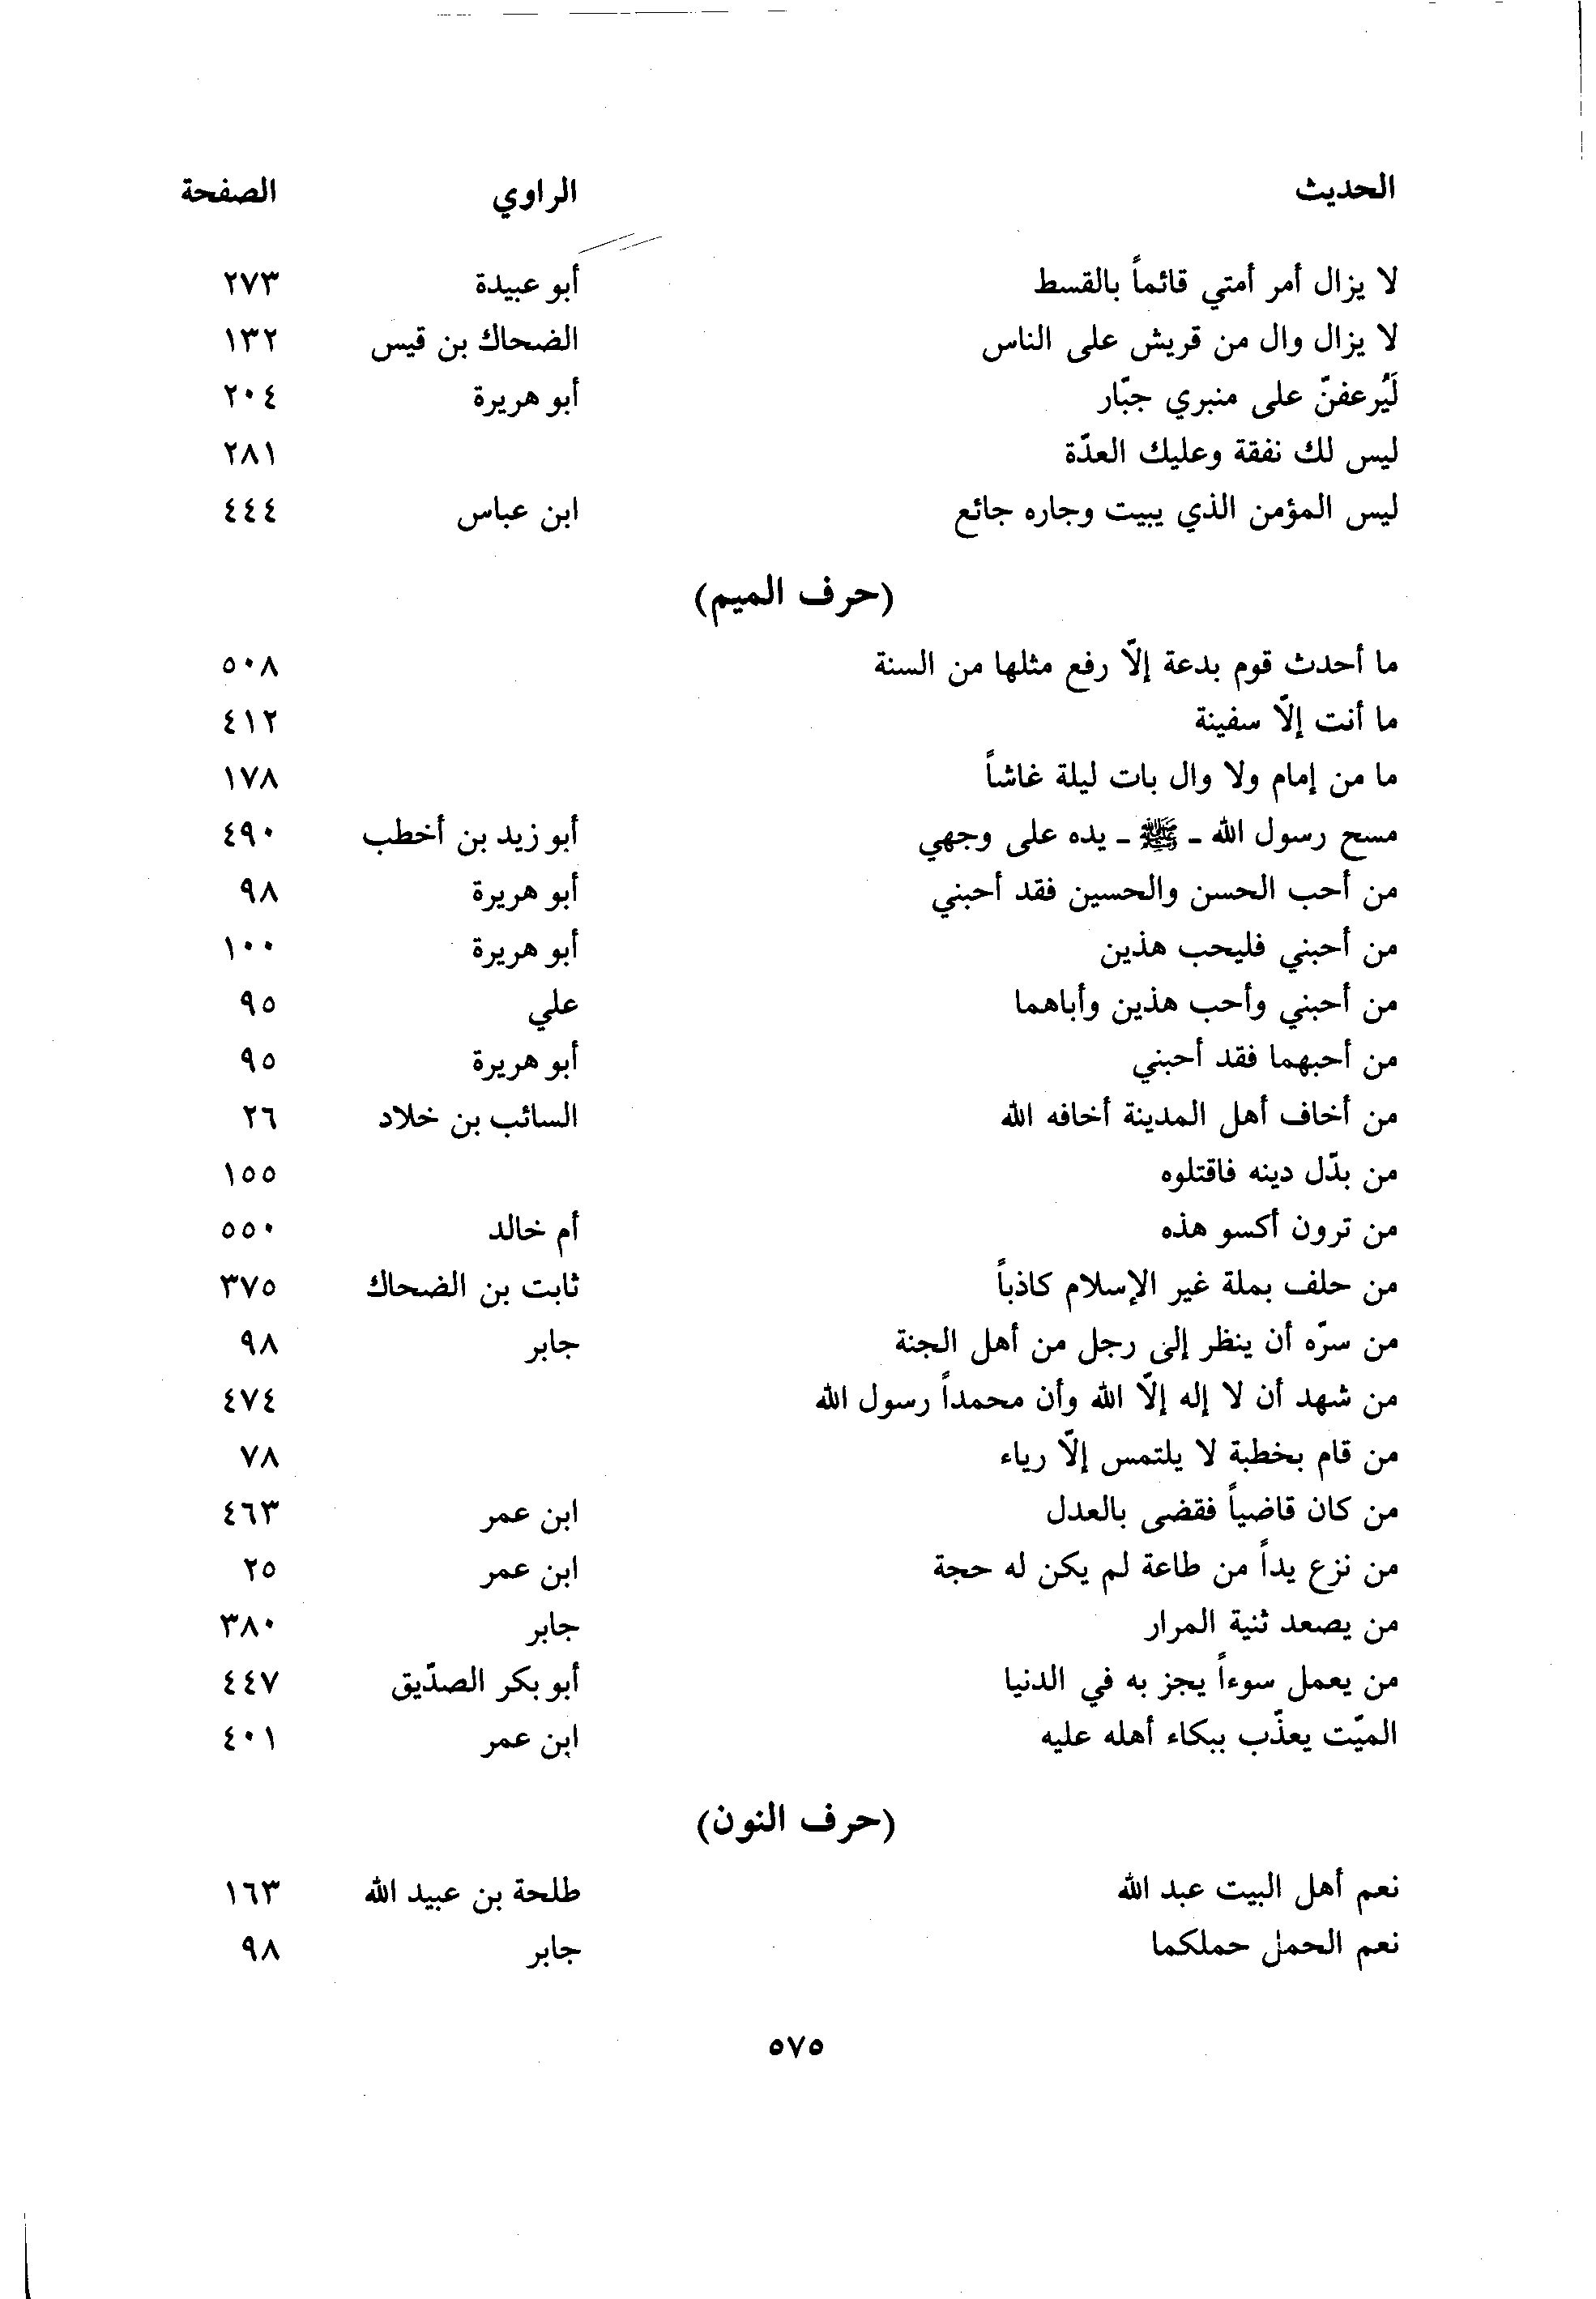 الحديث الراوي الصفحة
لا يزال أمر أمتي قائماً بالقسط أبو عبيدة ٢٧٣
لا يزال وال من قريش على الناس الضحاك بن قيس ١٣٢
لَيُرعفنّ على منبري جبّار أبو هريرة ٢٠٤
ليس لك نفقة وعليك العدّة ٢٨١
ليس المؤمن الذي يبيت وجاره جائع ابن عباس ٤٤٤
(حرف الميم)
ما أحدث قوم بدعة إلاّ رفع مثلها من السنة ٥٠٨
ما أنت إلاّ سفينة ٤١٢
ما من إمام ولا وال بات ليلة غاشاً ١٧٨
مسح رسول الله ـ ﷺ ـ يده على وجهي أبو زيد بن أخطب ٤٩٠
من أحب الحسن والحسين فقد أحبني أبو هريرة ٩٨
من أحبني فليحب هذين أبو هريرة ١٠٠
من أحبني وأحب هذين وأباهما علي ٩٥
من أحبهما فقد أحبني أبو هريرة ٩٥
من أخاف أهل المدينة أخافه الله السائب بن خلاد ٢٦
من بدّل دينه فاقتلوه ١٥٥
من ترون أكسو هذه أم خالد ٥٥٠
من حلف بملة غير الإسلام كاذباً ثابت بن الضحاك ٣٧٥
من سرّه أن ينظر إلى رجل من أهل الجنة جابر ٩٨
من شهد أن لا إله إلاّ الله وأن محمداً رسول الله ٤٧٤
من قام بخطبة لا يلتمس إلاّ رياء ٧٨
من كان قاضياً فقضى بالعدل ابن عمر ٤٦٣
من نزع يداً من طاعة لم يكن له حجة ابن عمر ٢٥
من يصعد ثنية المرار جابر ٣٨٠
من يعمل سوءاً يجز به في الدنيا أبو بكر الصدّيق ٤٤٧
الميّت يعذّب ببكاء أهله عليه ابن عمر ٤٠١
(حرف النون)
نعم أهل البيت عبد الله طلحة بن عبيد الله ١٦٣
نعم الحمل حملكما جابر ٩٨
٥٧٥